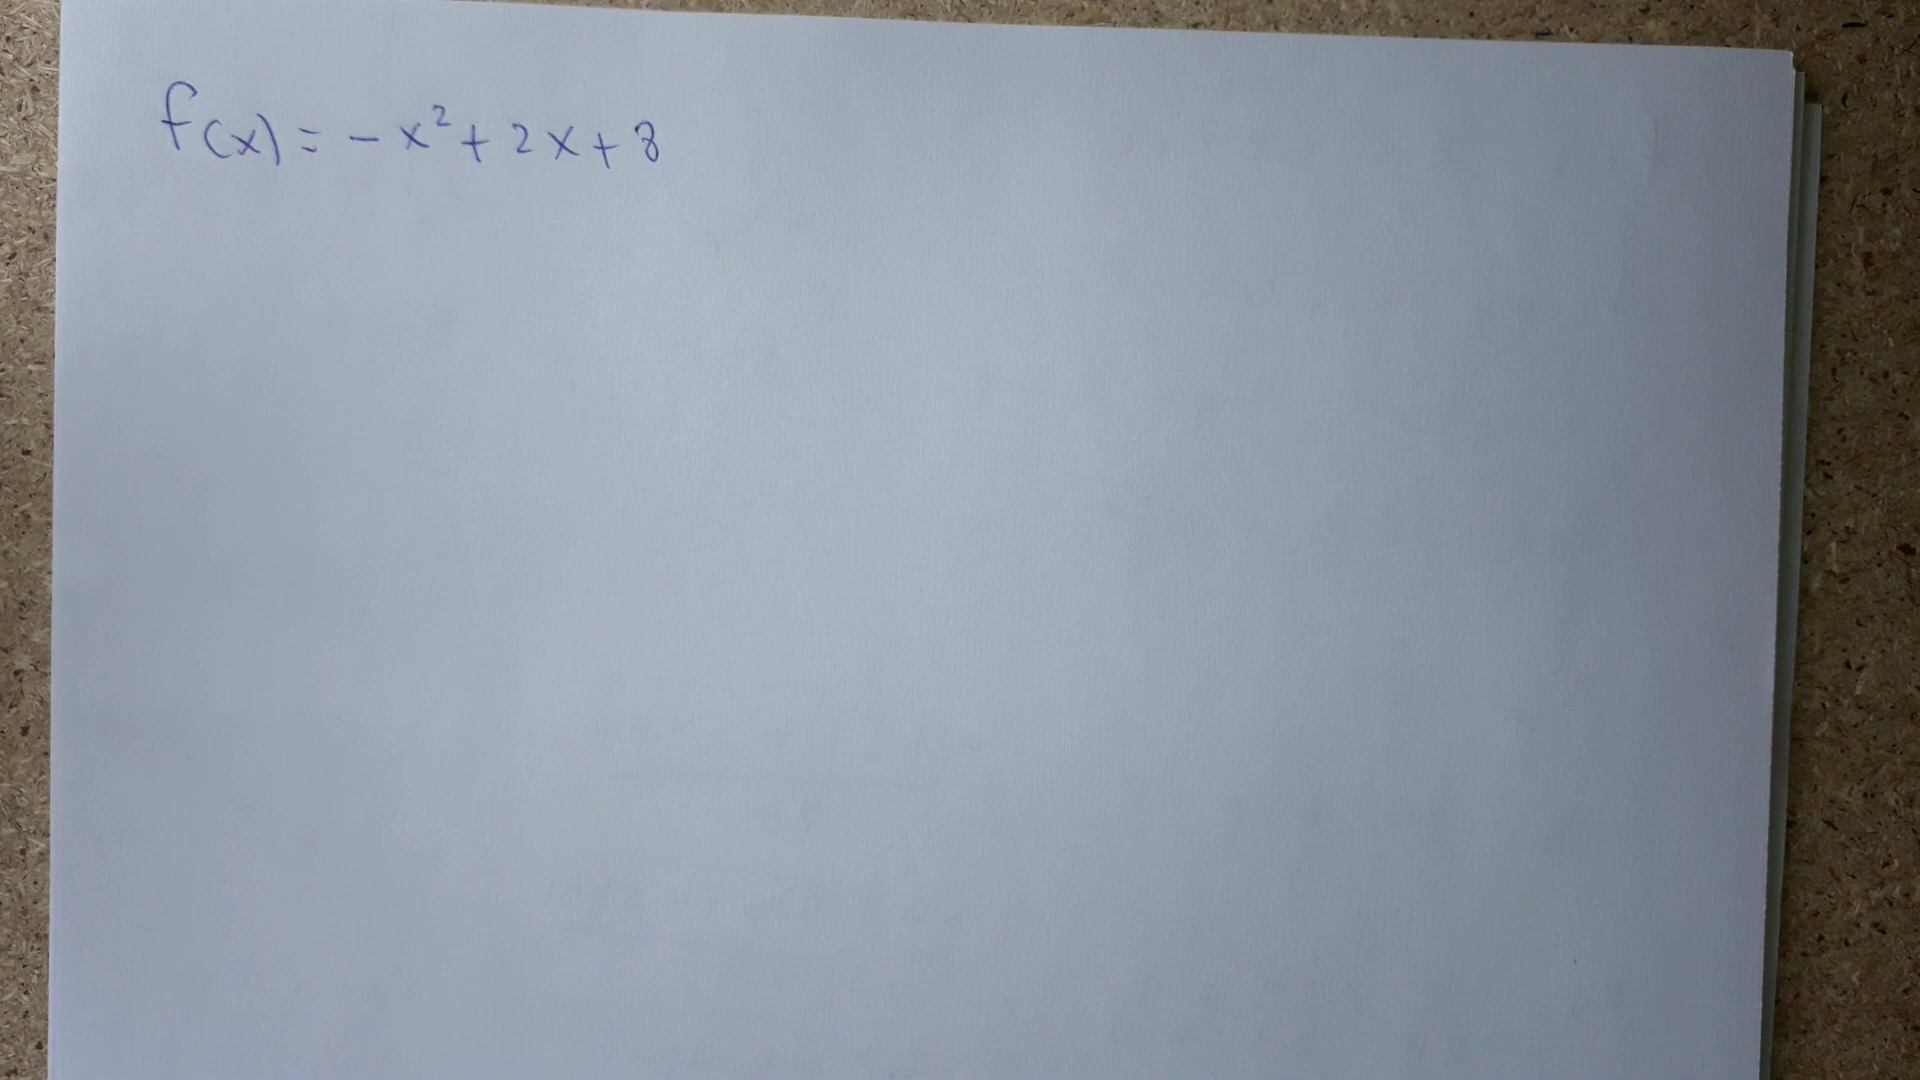 f(x) = - x² + 2x + 8